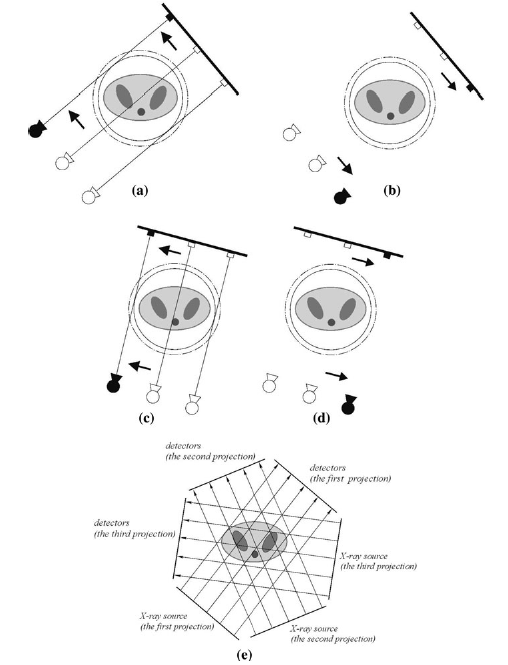 (a)
(b)
(c)
(d)
detectors
(the second projection)
detectors
(the first projection)
detectors
(the third projection)
X-ray source
(the third projection)
X-ray source
(the first projection)
X-ray source
(the second projection)
(e)